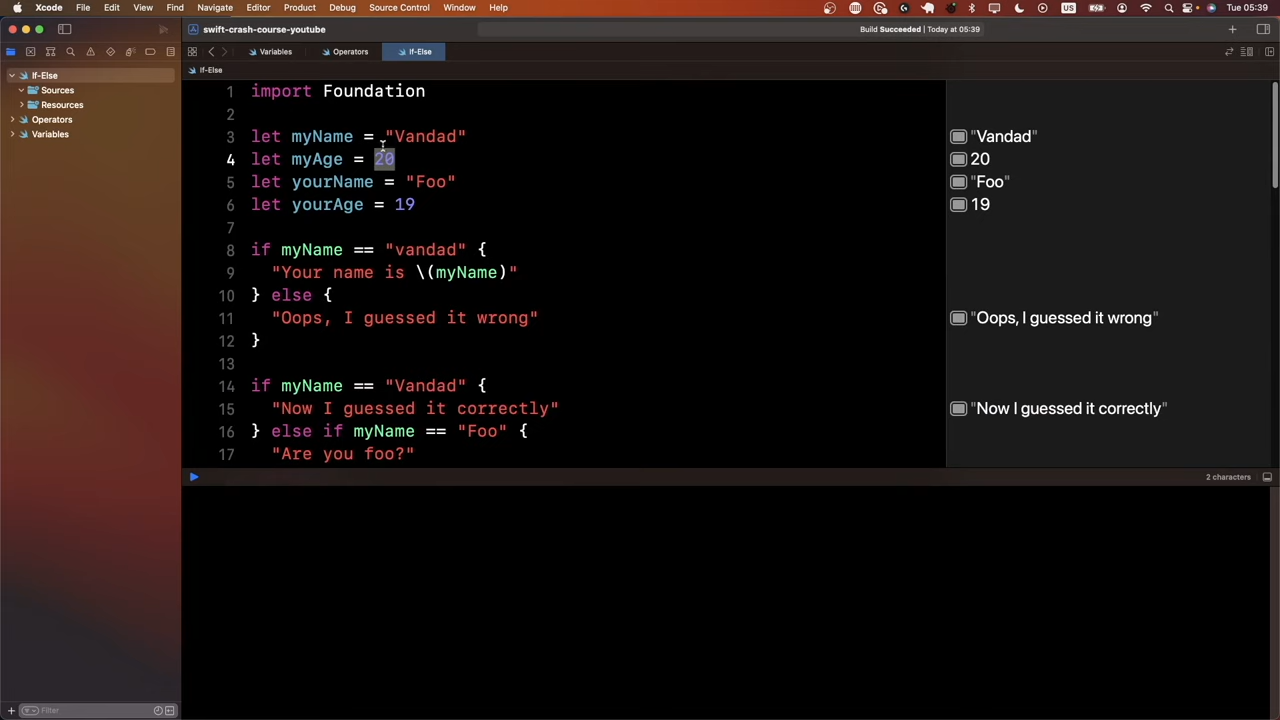 Xcode File Edit View Find Navigate Editor Product Debug Source Control Window Help US Tue 05:39
swift-crash-course-youtube Build Succeeded | Today at 05:39
Variables Operators If-Else
If-Else
If-Else
Sources
Resources
Operators
Variables
1 import Foundation
2
3 let myName = "Vandad" "Vandad"
4 let myAge = 20 20
5 let yourName = "Foo" "Foo"
6 let yourAge = 19 19
7
8 if myName == "vandad" {
9 "Your name is \(myName)"
10 } else {
11 "Oops, I guessed it wrong" "Oops, I guessed it wrong"
12 }
13
14 if myName == "Vandad" {
15 "Now I guessed it correctly" "Now I guessed it correctly"
16 } else if myName == "Foo" {
17 "Are you foo?"
2 characters
Filter